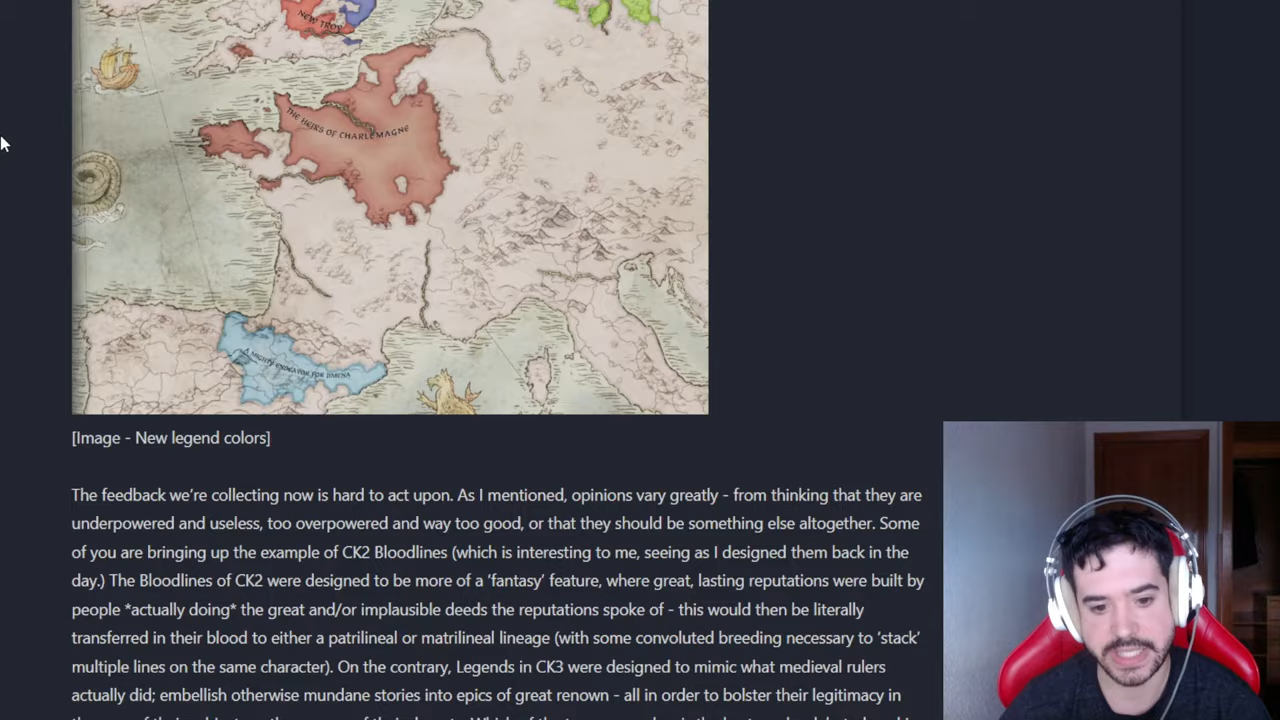 NEW TROY
THE HEIRS OF CHARLEMAGNE
A MIGHTY ENDEAVOR FOR JIMENA
[Image - New legend colors]
The feedback we're collecting now is hard to act upon. As I mentioned, opinions vary greatly - from thinking that they are
underpowered and useless, too overpowered and way too good, or that they should be something else altogether. Some
of you are bringing up the example of CK2 Bloodlines (which is interesting to me, seeing as I designed them back in the
day.) The Bloodlines of CK2 were designed to be more of a 'fantasy' feature, where great, lasting reputations were built by
people *actually doing* the great and/or implausible deeds the reputations spoke of - this would then be literally
transferred in their blood to either a patrilineal or matrilineal lineage (with some convoluted breeding necessary to 'stack'
multiple lines on the same character). On the contrary, Legends in CK3 were designed to mimic what medieval rulers
actually did; embellish otherwise mundane stories into epics of great renown - all in order to bolster their legitimacy in